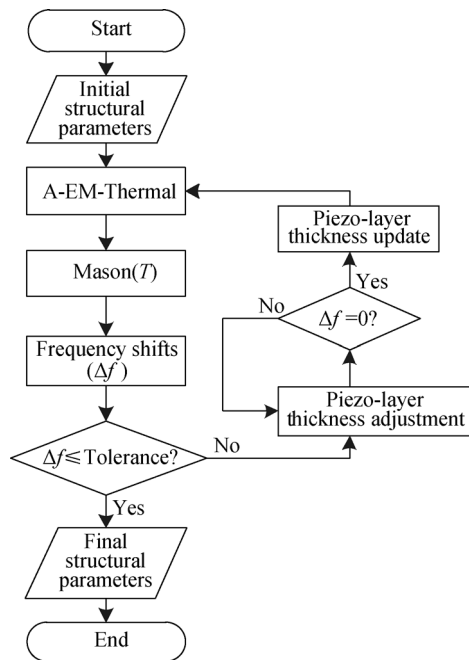 Start
Initial
structural
parameters
A-EM-Thermal
Mason(T)
Frequency shifts
(Δf)
Δf≤Tolerance?
No
Yes
Final
structural
parameters
End
Piezo-layer
thickness update
Yes
No
Δf=0?
Piezo-layer
thickness adjustment